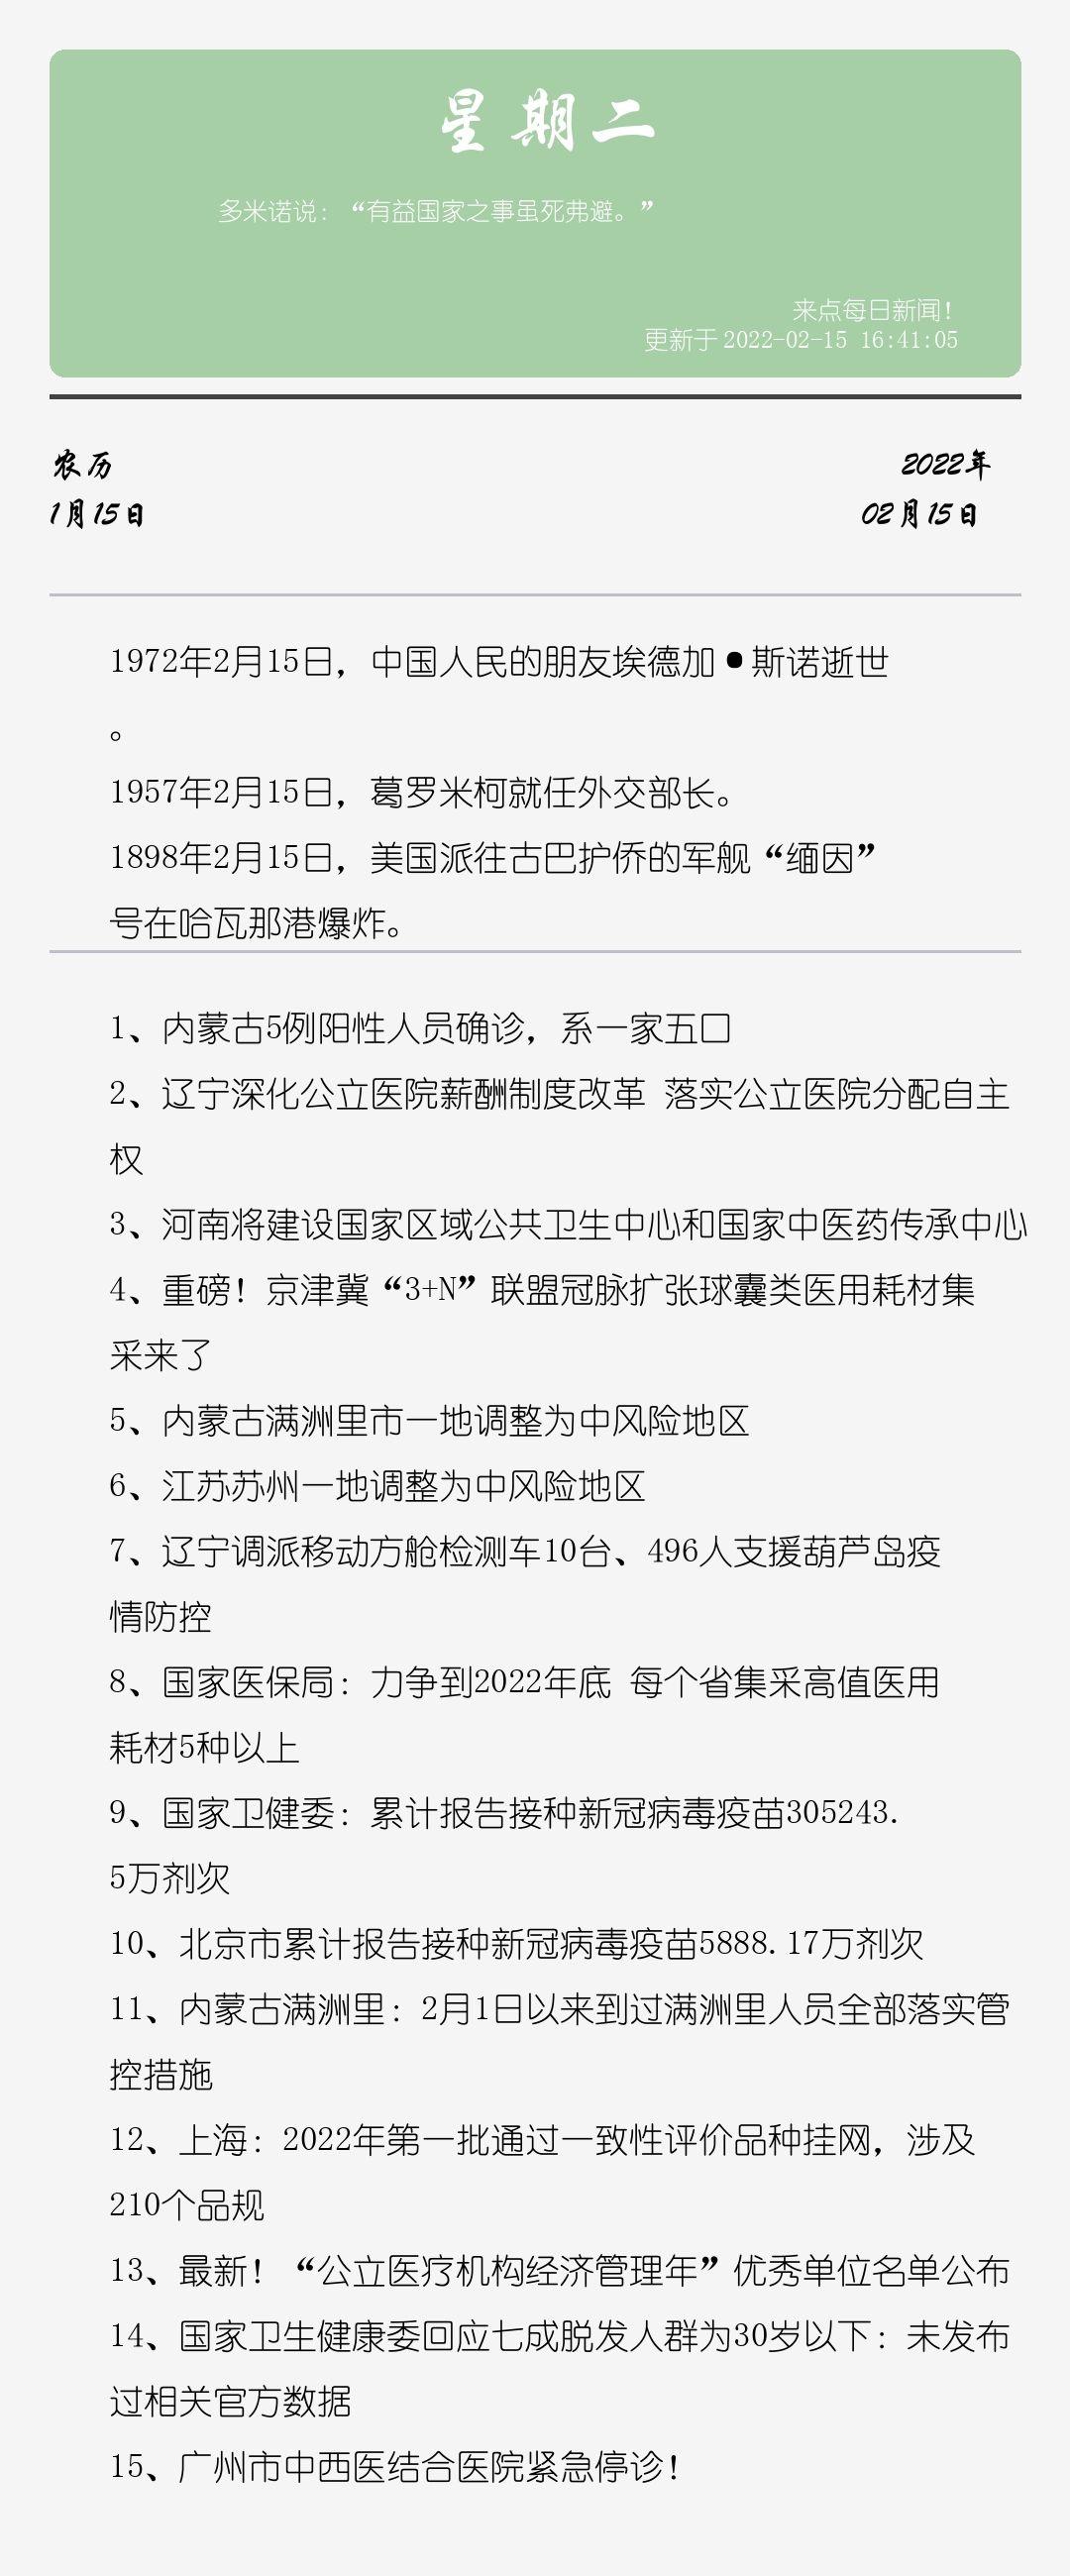 星期二
多米诺说：“有益国家之事虽死弗避。”
来点每日新闻！
更新于 2022-02-15 16:41:05
农历
1月15日
2022年
02月15日
1972年2月15日，中国人民的朋友埃德加•斯诺逝世
。
1957年2月15日，葛罗米柯就任外交部长。
1898年2月15日，美国派往古巴护侨的军舰“缅因”
号在哈瓦那港爆炸。
1、内蒙古5例阳性人员确诊，系一家五口
2、辽宁深化公立医院薪酬制度改革 落实公立医院分配自主
权
3、河南将建设国家区域公共卫生中心和国家中医药传承中心
4、重磅！京津冀“3+N”联盟冠脉扩张球囊类医用耗材集
采来了
5、内蒙古满洲里市一地调整为中风险地区
6、江苏苏州一地调整为中风险地区
7、辽宁调派移动方舱检测车10台、496人支援葫芦岛疫
情防控
8、国家医保局：力争到2022年底 每个省集采高值医用
耗材5种以上
9、国家卫健委：累计报告接种新冠病毒疫苗305243.
5万剂次
10、北京市累计报告接种新冠病毒疫苗5888.17万剂次
11、内蒙古满洲里：2月1日以来到过满洲里人员全部落实管
控措施
12、上海：2022年第一批通过一致性评价品种挂网，涉及
210个品规
13、最新！“公立医疗机构经济管理年”优秀单位名单公布
14、国家卫生健康委回应七成脱发人群为30岁以下：未发布
过相关官方数据
15、广州市中西医结合医院紧急停诊！